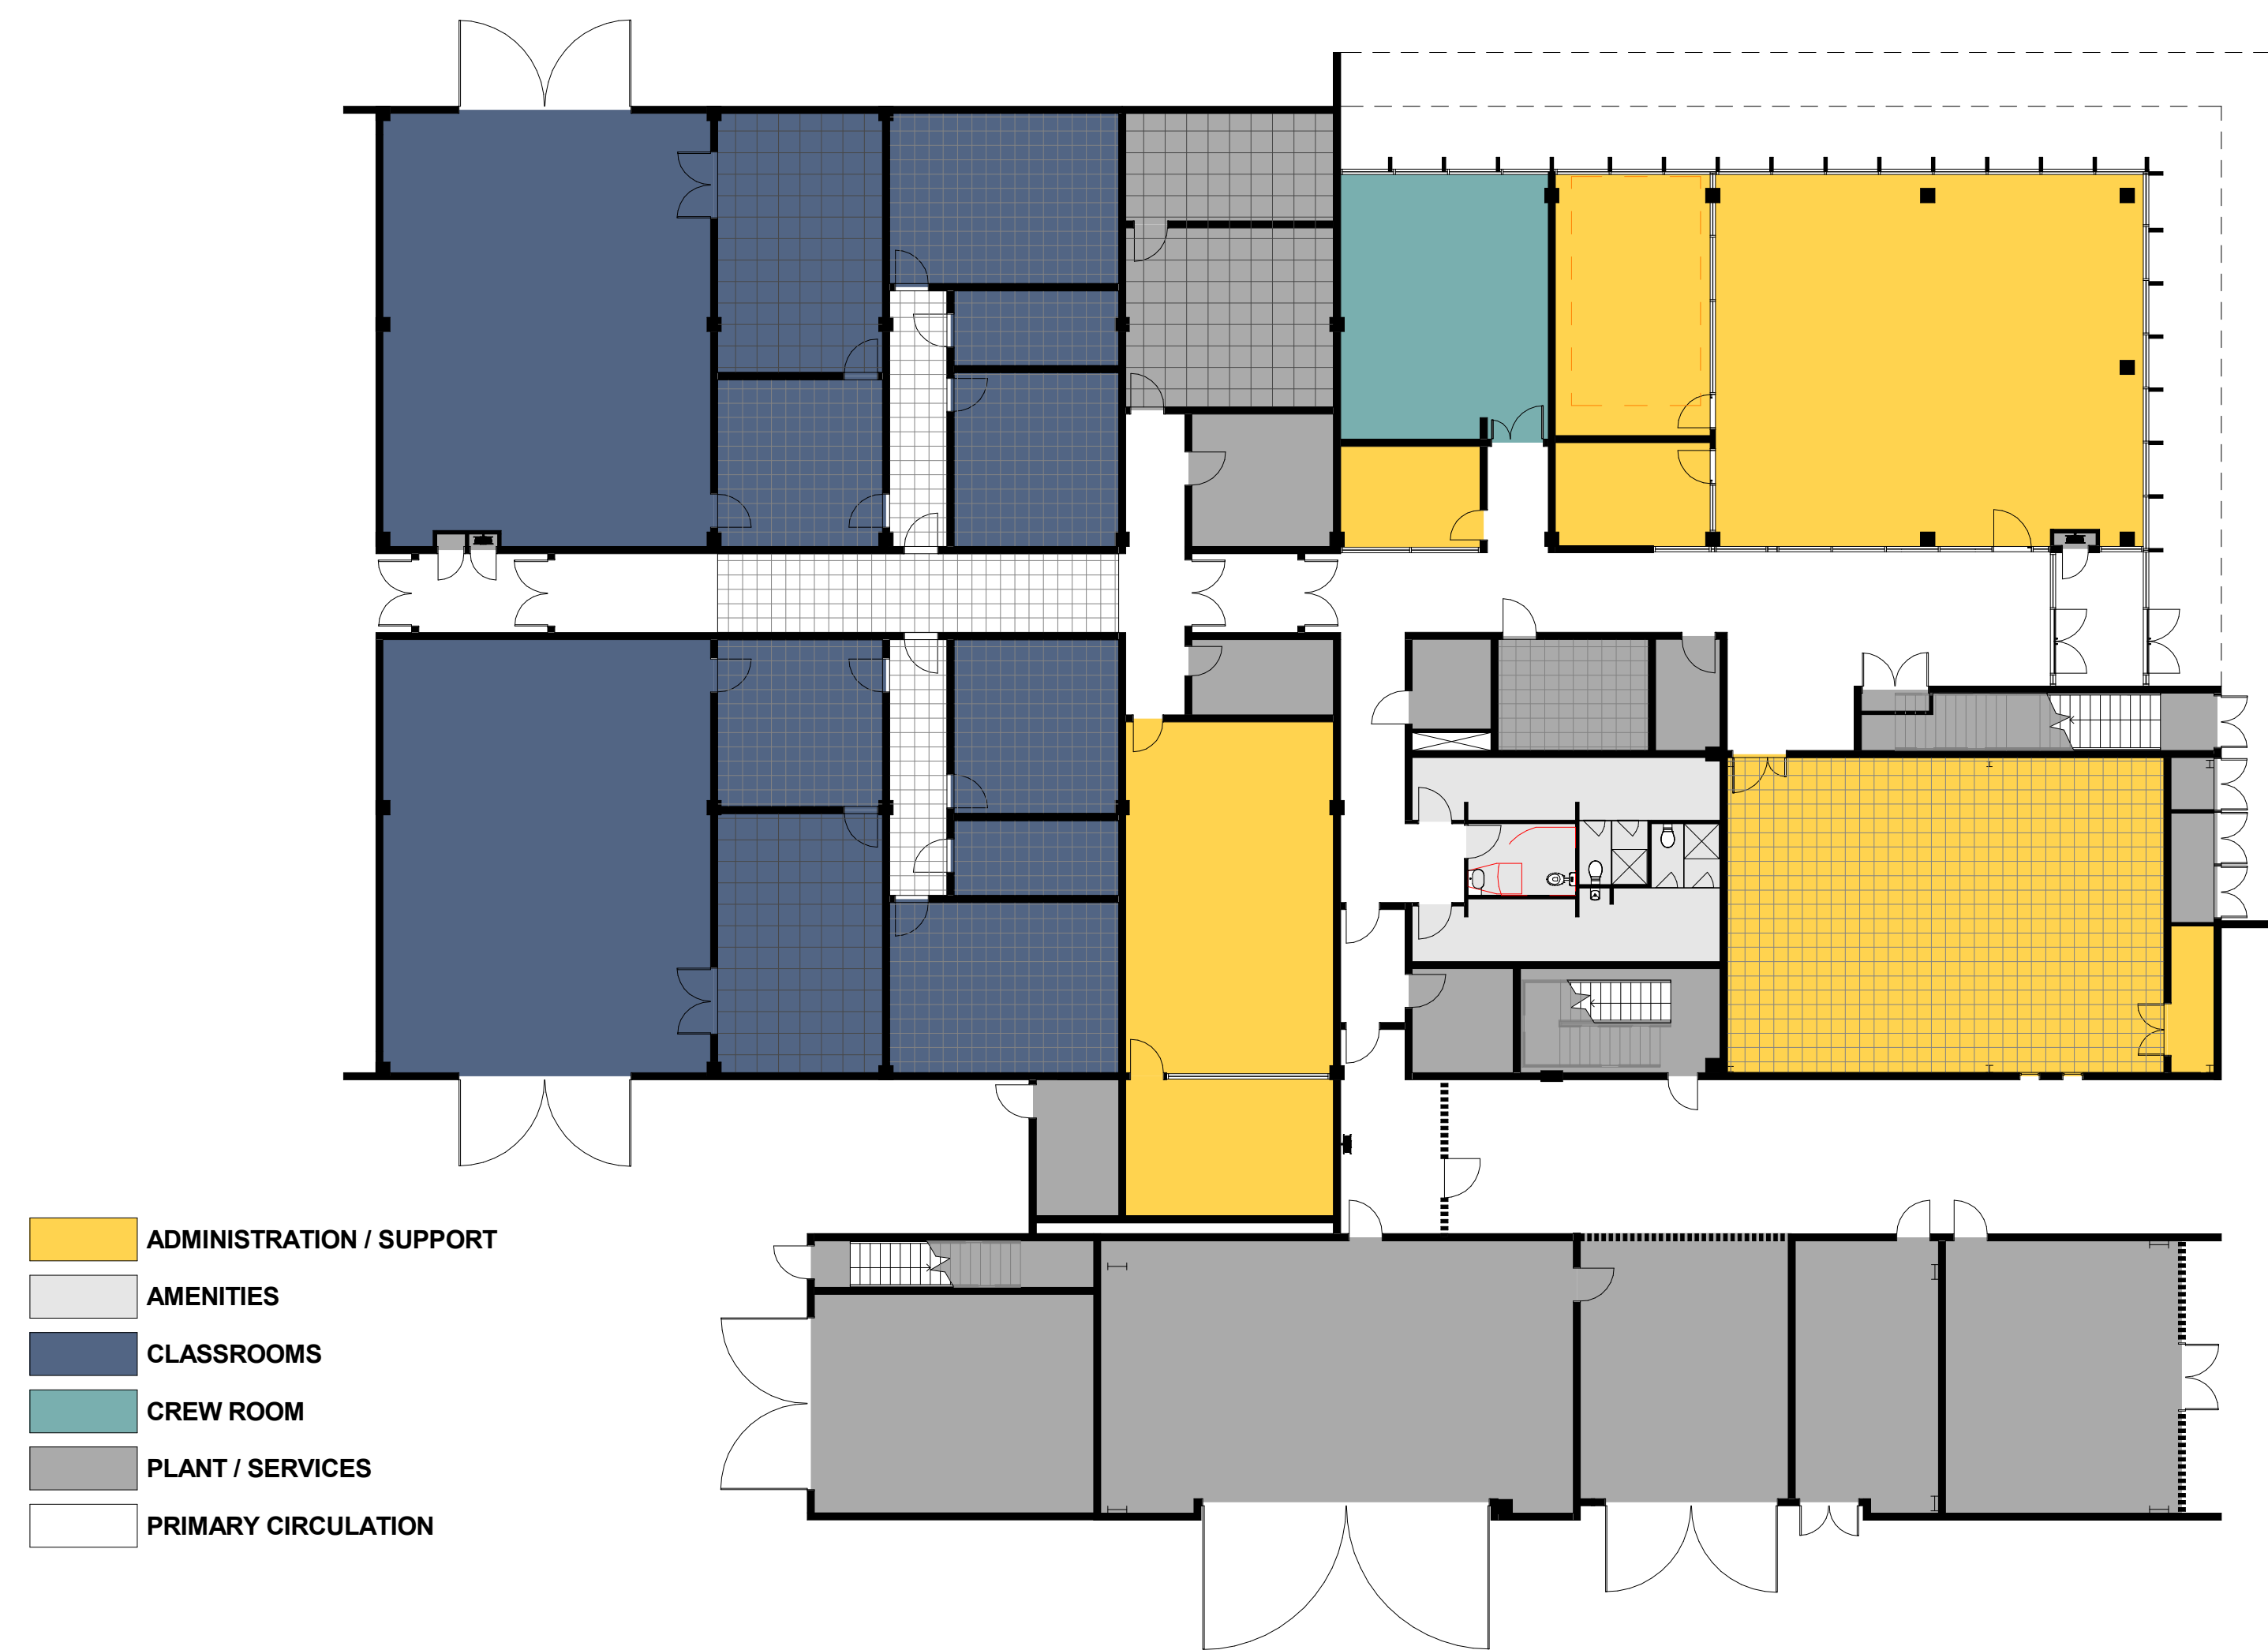 ADMINISTRATION / SUPPORT
AMENITIES
CLASSROOMS
CREW ROOM
PLANT / SERVICES
PRIMARY CIRCULATION